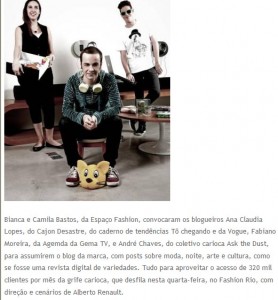 Bianca e Camila Bastos, da Espaço Fashion, convocaram os blogueiros Ana Claudia
Lopes, do Cajon Desastre, do caderno de tendências Tô chegando e da Vogue, Fabiano
Moreira, da Agemda da Gema TV, e André Chaves, do coletivo carioca Ask the Dust,
para assumirem o blog da marca, com posts sobre moda, noite, arte e cultura, como
se fosse uma revista digital de variedades. Tudo para aproveitar o acesso de 320 mil
clientes por mês da grife carioca, que desfila nesta quarta-feira, no Fashion Rio, com
direção e cenários de Alberto Renault.